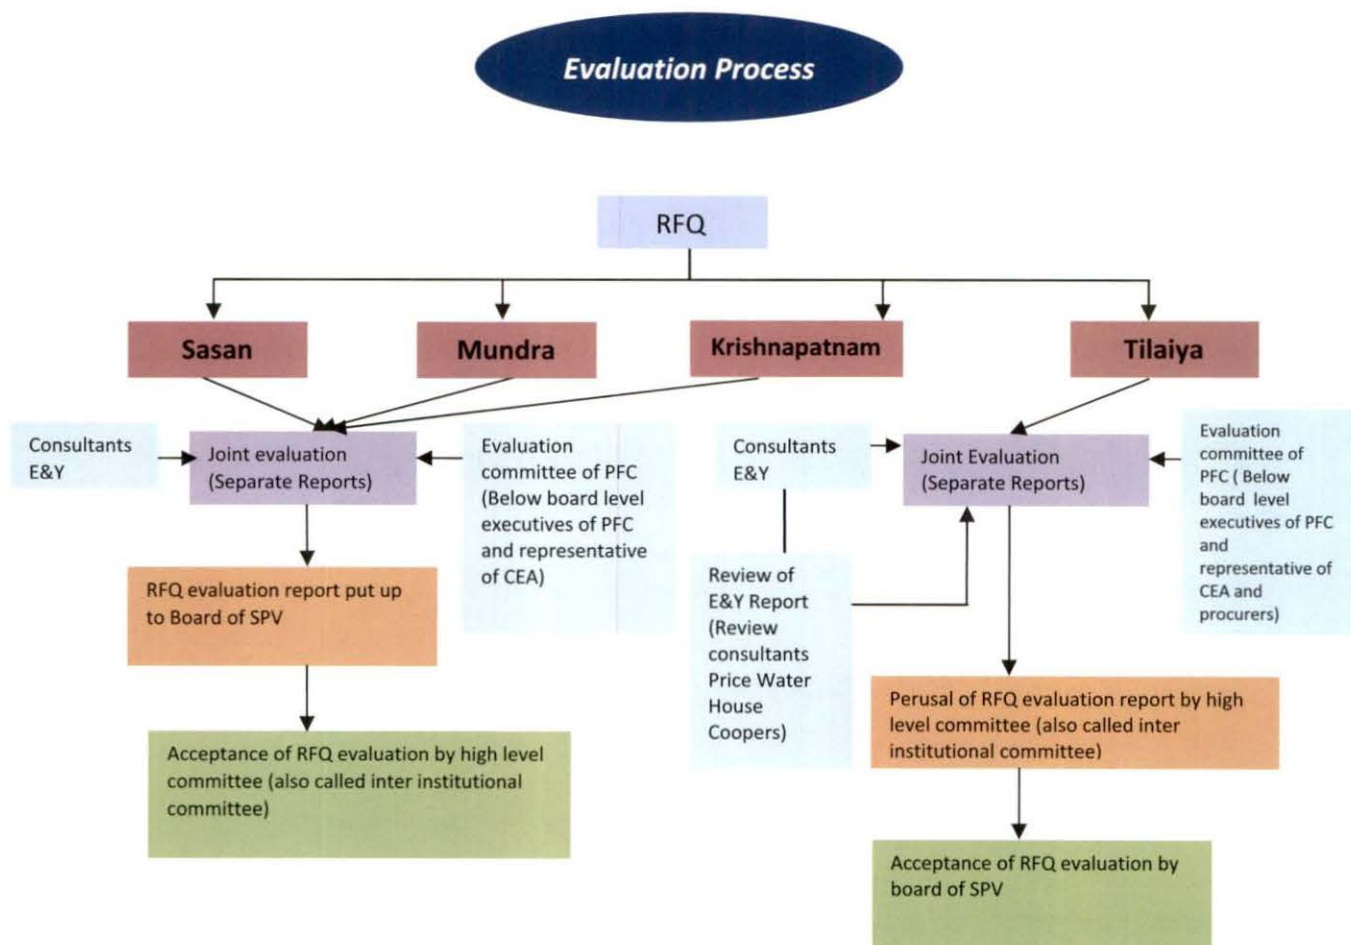 Evaluation Process
RFQ
Sasan
Mundra
Krishnapatnam
Tilaiya
Consultants
E&Y
Joint evaluation
(Separate Reports)
Evaluation
committee of PFC
(Below board level
executives of PFC
and representative
of CEA)
Consultants
E&Y
Joint Evaluation
(Separate Reports)
Evaluation
committee of
PFC ( Below
board level
executives of PFC
and
representative of
CEA and
procurers)
RFQ evaluation report put up
to Board of SPV
Review of
E&Y Report
(Review
consultants
Price Water
House
Coopers)
Perusal of RFQ evaluation report by high
level committee (also called inter
institutional committee)
Acceptance of RFQ evaluation by high level
committee (also called inter institutional
committee)
Acceptance of RFQ evaluation by
board of SPV